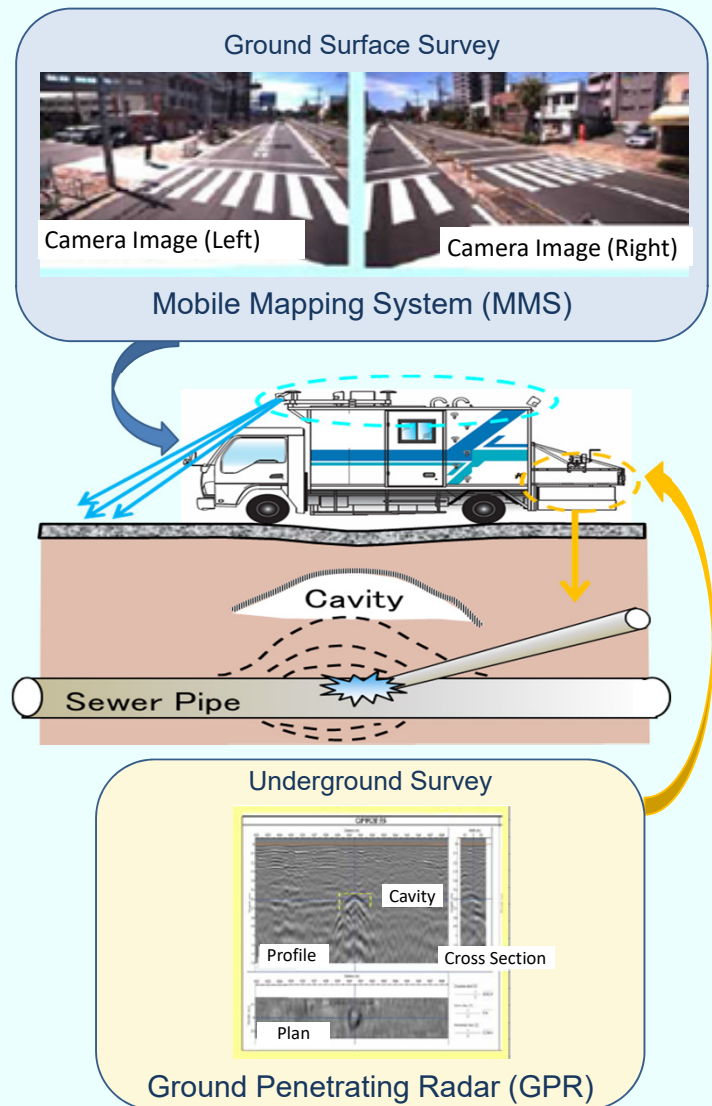 Ground Surface Survey
Camera Image (Left)
Camera Image (Right)
Mobile Mapping System (MMS)
Cavity
Sewer Pipe
Underground Survey
Cavity
Profile
Cross Section
Plan
Ground Penetrating Radar (GPR)